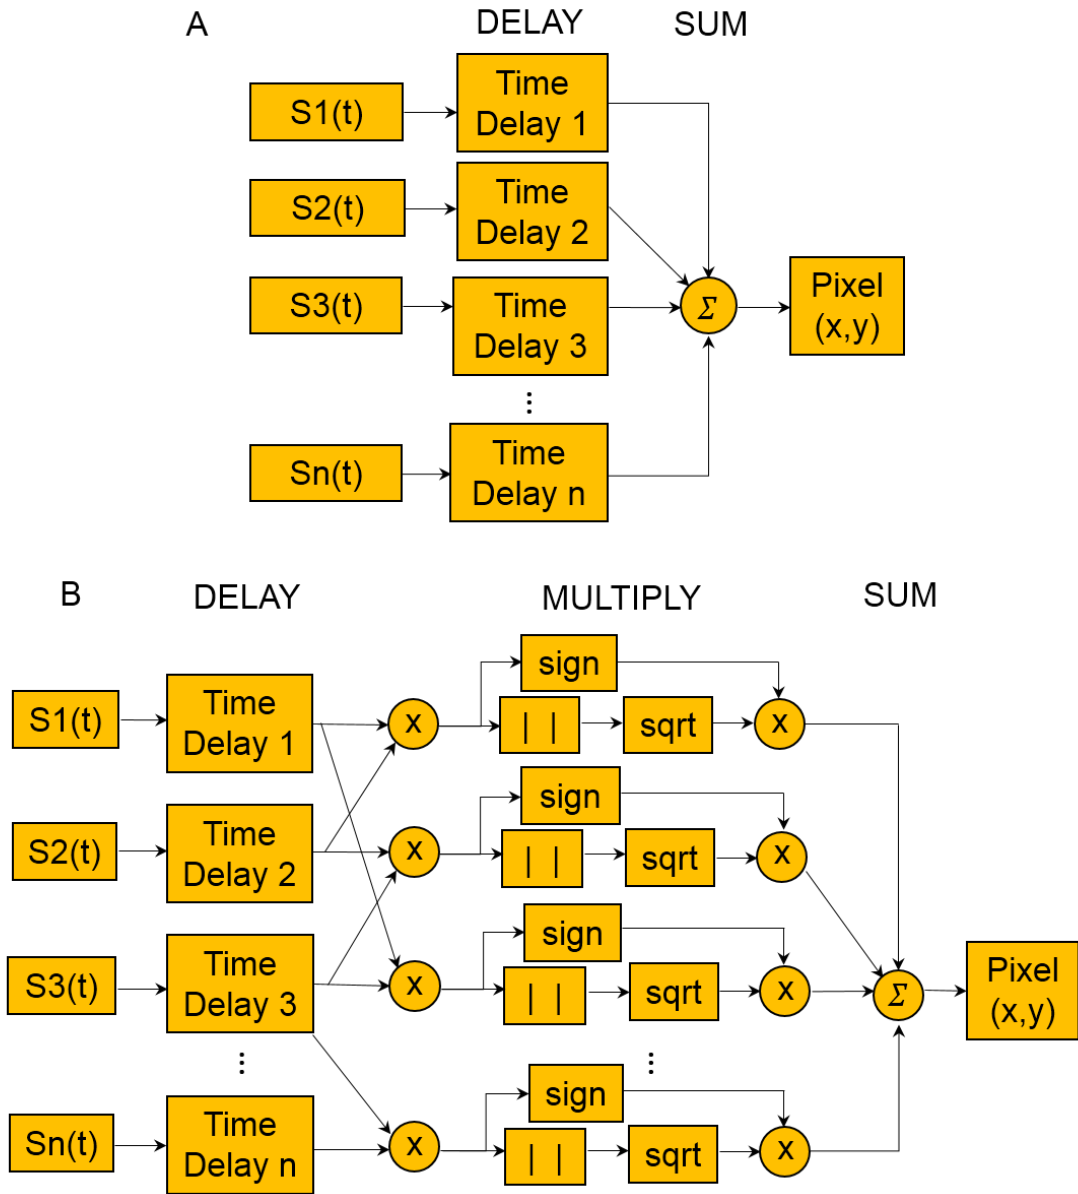 A
DELAY
SUM
S1(t)
Time
Delay 1
S2(t)
Time
Delay 2
S3(t)
Time
Delay 3
Σ
Pixel
(x,y)
⋮
Sn(t)
Time
Delay n
B
DELAY
MULTIPLY
SUM
S1(t)
Time
Delay 1
x
sign
| |
sqrt
x
S2(t)
Time
Delay 2
x
sign
| |
sqrt
x
S3(t)
Time
Delay 3
x
sign
| |
sqrt
x
Σ
Pixel
(x,y)
⋮
⋮
Sn(t)
Time
Delay n
x
sign
| |
sqrt
x